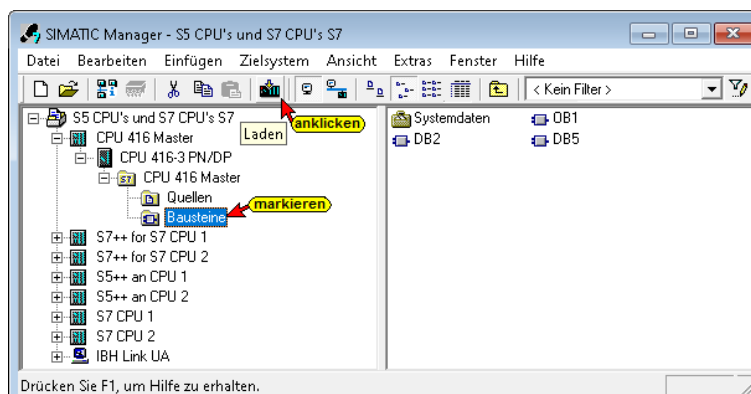 SIMATIC Manager - S5 CPU's und S7 CPU's S7
Datei Bearbeiten Einfügen Zielsystem Ansicht Extras Fenster Hilfe
< Kein Filter >
S5 CPU's und S7 CPU's S7
anklicken
Laden
CPU 416 Master
CPU 416-3 PN/DP
S7 CPU 416 Master
Quellen
Bausteine
markieren
S7++ for S7 CPU 1
S7++ for S7 CPU 2
S5++ an CPU 1
S5++ an CPU 2
S7 CPU 1
S7 CPU 2
IBH Link UA
Systemdaten OB1
DB2 DB5
Drücken Sie F1, um Hilfe zu erhalten.